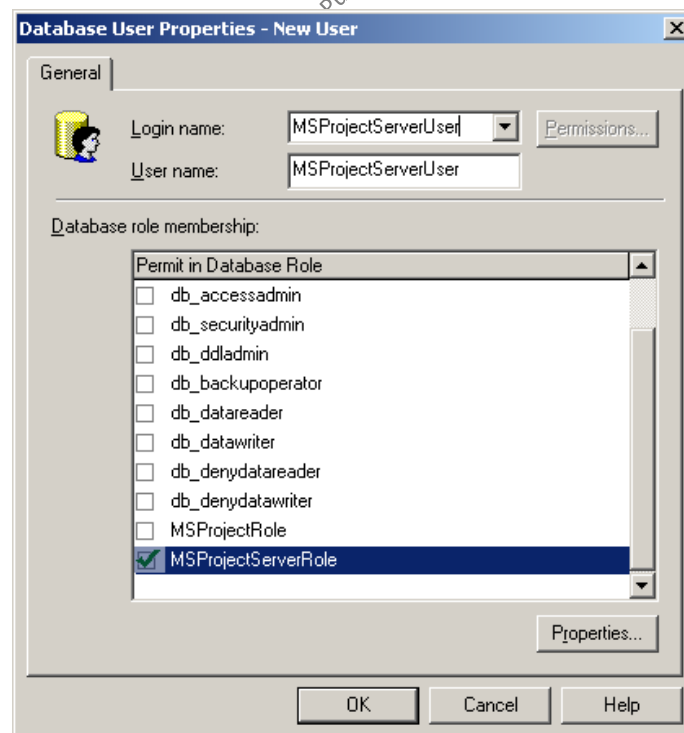 Database User Properties - New User
General
Login name: MSProjectServerUser Permissions...
User name: MSProjectServerUser
Database role membership:
Permit in Database Role
db_accessadmin
db_securityadmin
db_ddladmin
db_backupoperator
db_datareader
db_datawriter
db_denydatareader
db_denydatawriter
MSProjectRole
MSProjectServerRole
Properties...
OK Cancel Help